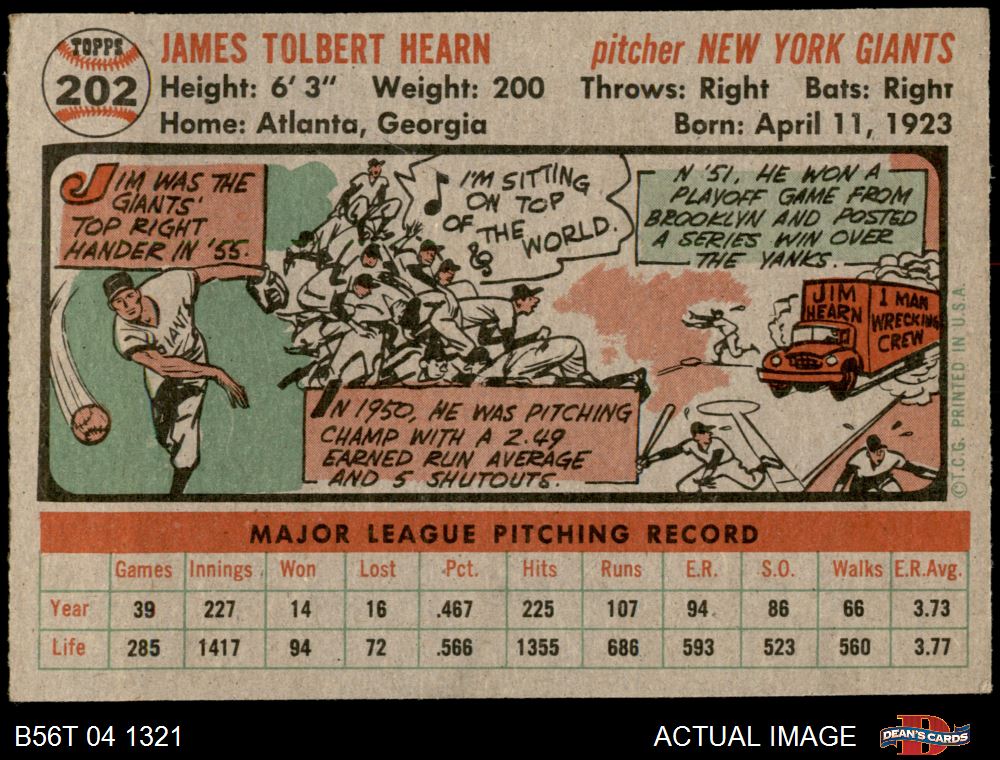 TOPPS
202
JAMES TOLBERT HEARN
pitcher NEW YORK GIANTS
Height: 6' 3" Weight: 200 Throws: Right Bats: Right
Home: Atlanta, Georgia
Born: April 11, 1923
JIM WAS THE
GIANTS'
TOP RIGHT
HANDER IN '55.
I'M SITTING
ON TOP
OF THE WORLD.
N '51, HE WON A
PLAYOFF GAME FROM
BROOKLYN AND POSTED
A SERIES WIN OVER
THE YANKS.
GIANTS
JIM
HEARN
1 MAN
WRECKING
CREW
IN 1950, HE WAS PITCHING
CHAMP WITH A 2.49
EARNED RUN AVERAGE
AND 5 SHUTOUTS.
©T.C.G. PRINTED IN U.S.A.
MAJOR LEAGUE PITCHING RECORD
Games Innings Won Lost Pct. Hits Runs E.R. S.O. Walks E.R.Avg.
Year 39 227 14 16 .467 225 107 94 86 66 3.73
Life 285 1417 94 72 .566 1355 686 593 523 560 3.77
B56T 04 1321
ACTUAL IMAGE
D
DEAN'S CARDS